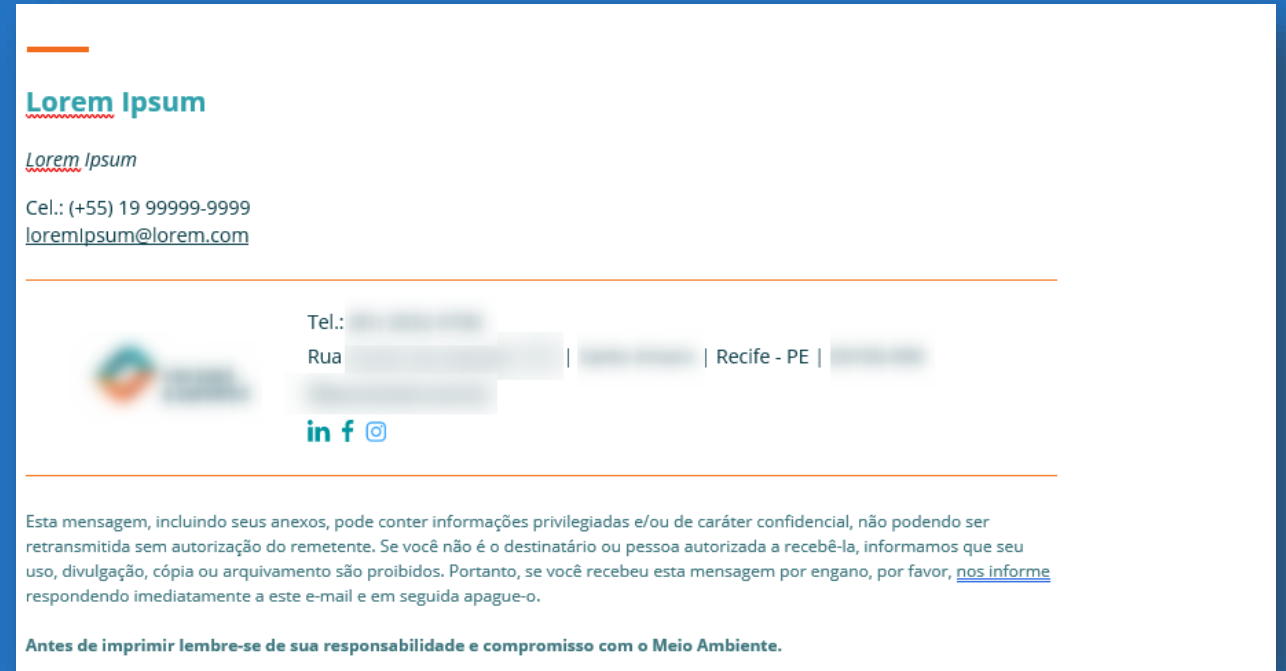 Lorem Ipsum
Lorem Ipsum
Cel.: (+55) 19 99999-9999
loremIpsum@lorem.com
Tel.:
Rua | | Recife - PE |
in f
Esta mensagem, incluindo seus anexos, pode conter informações privilegiadas e/ou de caráter confidencial, não podendo ser
retransmitida sem autorização do remetente. Se você não é o destinatário ou pessoa autorizada a recebê-la, informamos que seu
uso, divulgação, cópia ou arquivamento são proibidos. Portanto, se você recebeu esta mensagem por engano, por favor, nos informe
respondendo imediatamente a este e-mail e em seguida apague-o.
Antes de imprimir lembre-se de sua responsabilidade e compromisso com o Meio Ambiente.